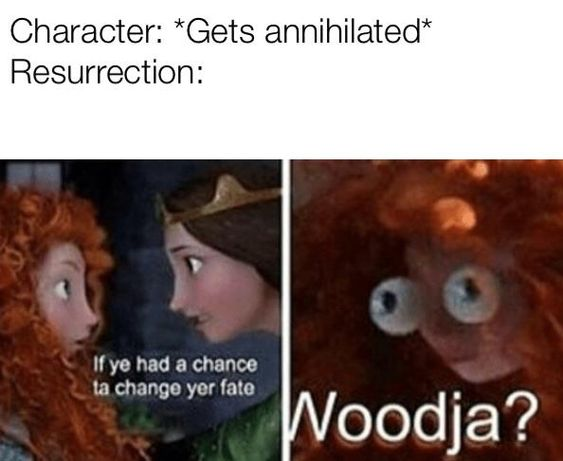 Character: *Gets annihilated*
Resurrection:
If ye had a chance
ta change yer fate
Woodja?